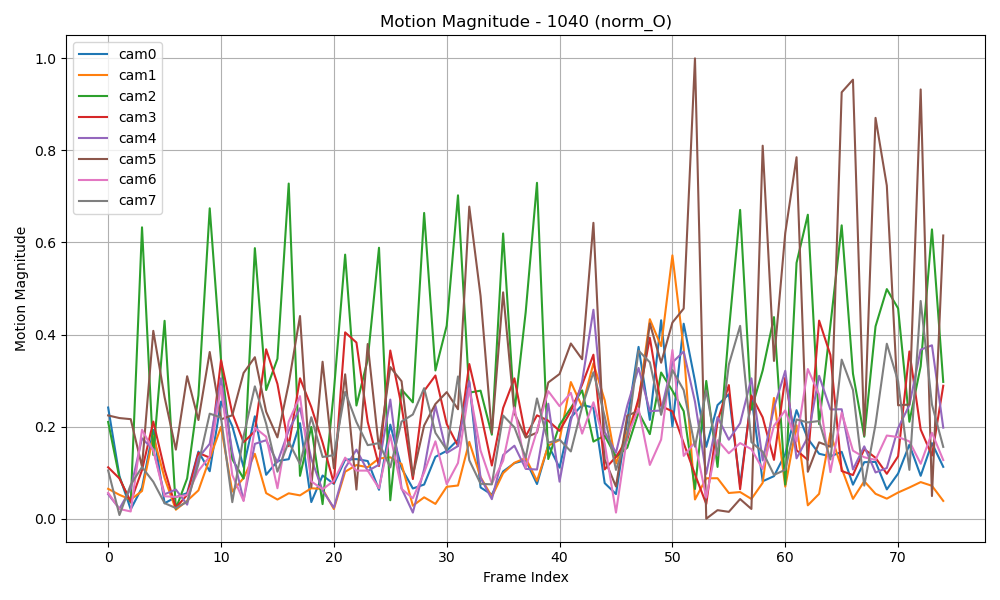 Motion Magnitude - 1040 (norm_O)
cam0
cam1
cam2
cam3
cam4
cam5
cam6
cam7
Motion Magnitude
1.0
0.8
0.6
0.4
0.2
0.0
0 10 20 30 40 50 60 70
Frame Index